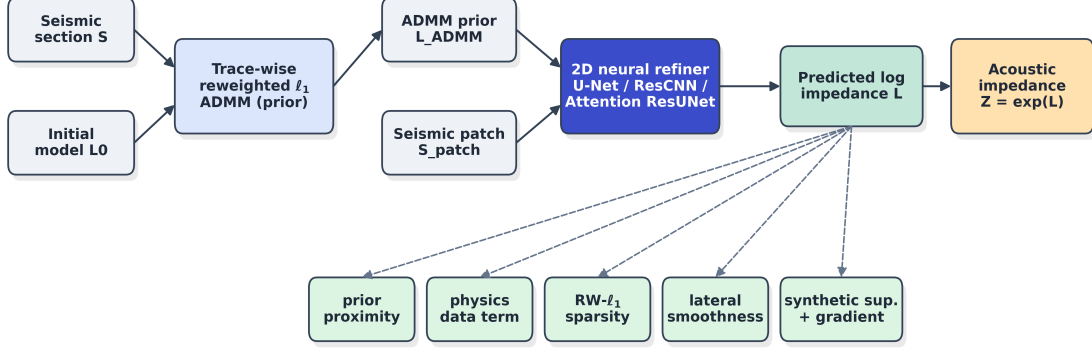 Seismic
section S
Initial
model L0
Trace-wise
reweighted ℓ₁
ADMM (prior)
ADMM prior
L_ADMM
Seismic patch
S_patch
2D neural refiner
U-Net / ResCNN /
Attention ResUNet
Predicted log
impedance L
Acoustic
impedance
Z = exp(L)
prior
proximity
physics
data term
RW-ℓ₁
sparsity
lateral
smoothness
synthetic sup.
+ gradient